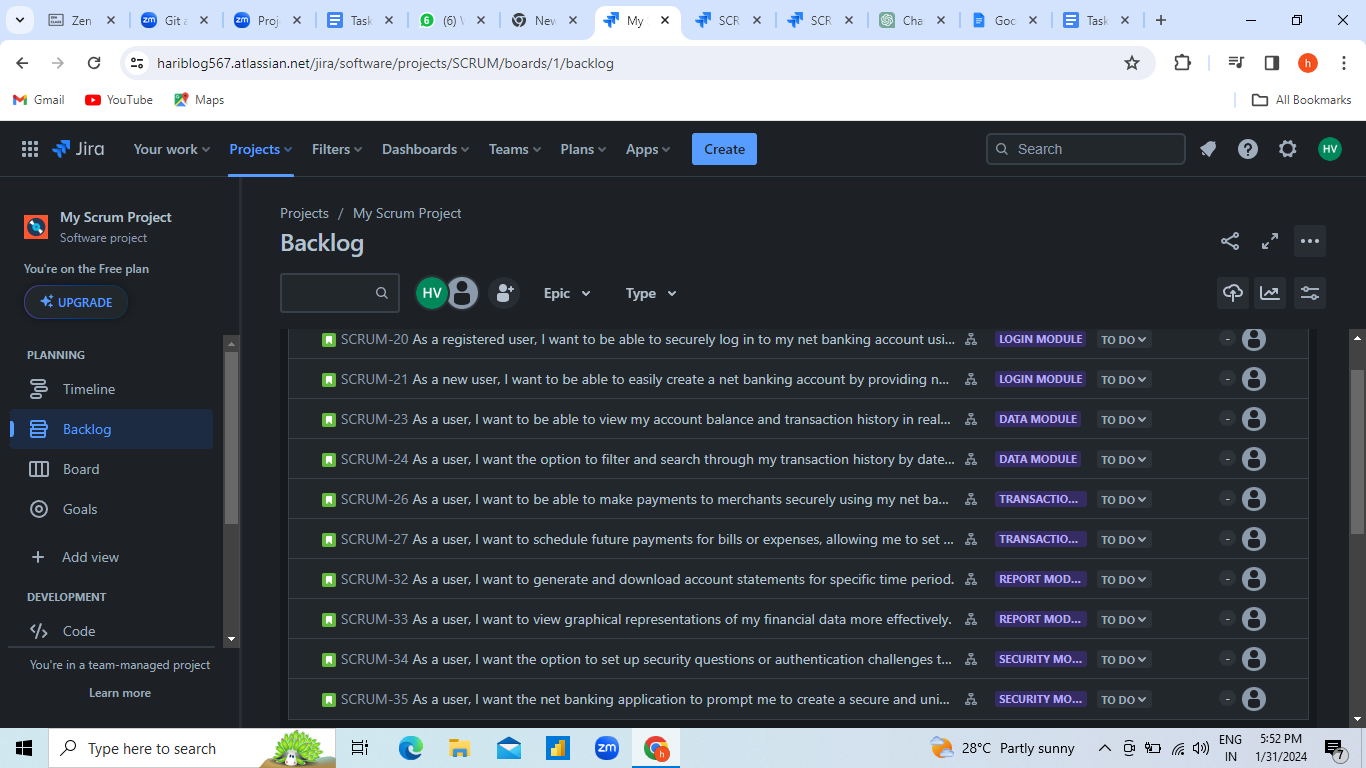 Zen
Git a
Proj
Task
(6) V
New
My S
SCR
SCR
Cha
Goo
Task
hariblog567.atlassian.net/jira/software/projects/SCRUM/boards/1/backlog
h
Gmail
YouTube
Maps
All Bookmarks
Jira
Your work
Projects
Filters
Dashboards
Teams
Plans
Apps
Create
Search
HV
My Scrum Project
Software project
You're on the Free plan
UPGRADE
PLANNING
Timeline
Backlog
Board
Goals
Add view
DEVELOPMENT
Code
You're in a team-managed project
Learn more
Projects / My Scrum Project
Backlog
HV
Epic
Type
SCRUM-20 As a registered user, I want to be able to securely log in to my net banking account usi... LOGIN MODULE TO DO -
SCRUM-21 As a new user, I want to be able to easily create a net banking account by providing n... LOGIN MODULE TO DO -
SCRUM-23 As a user, I want to be able to view my account balance and transaction history in real... DATA MODULE TO DO -
SCRUM-24 As a user, I want the option to filter and search through my transaction history by date... DATA MODULE TO DO -
SCRUM-26 As a user, I want to be able to make payments to merchants securely using my net ba... TRANSACTIO... TO DO -
SCRUM-27 As a user, I want to schedule future payments for bills or expenses, allowing me to set ... TRANSACTIO... TO DO -
SCRUM-32 As a user, I want to generate and download account statements for specific time period. REPORT MOD... TO DO -
SCRUM-33 As a user, I want to view graphical representations of my financial data more effectively. REPORT MOD... TO DO -
SCRUM-34 As a user, I want the option to set up security questions or authentication challenges t... SECURITY MO... TO DO -
SCRUM-35 As a user, I want the net banking application to prompt me to create a secure and uni... SECURITY MO... TO DO -
Type here to search
zm
h
28°C Partly sunny
ENG
IN
5:52 PM
1/31/2024
7